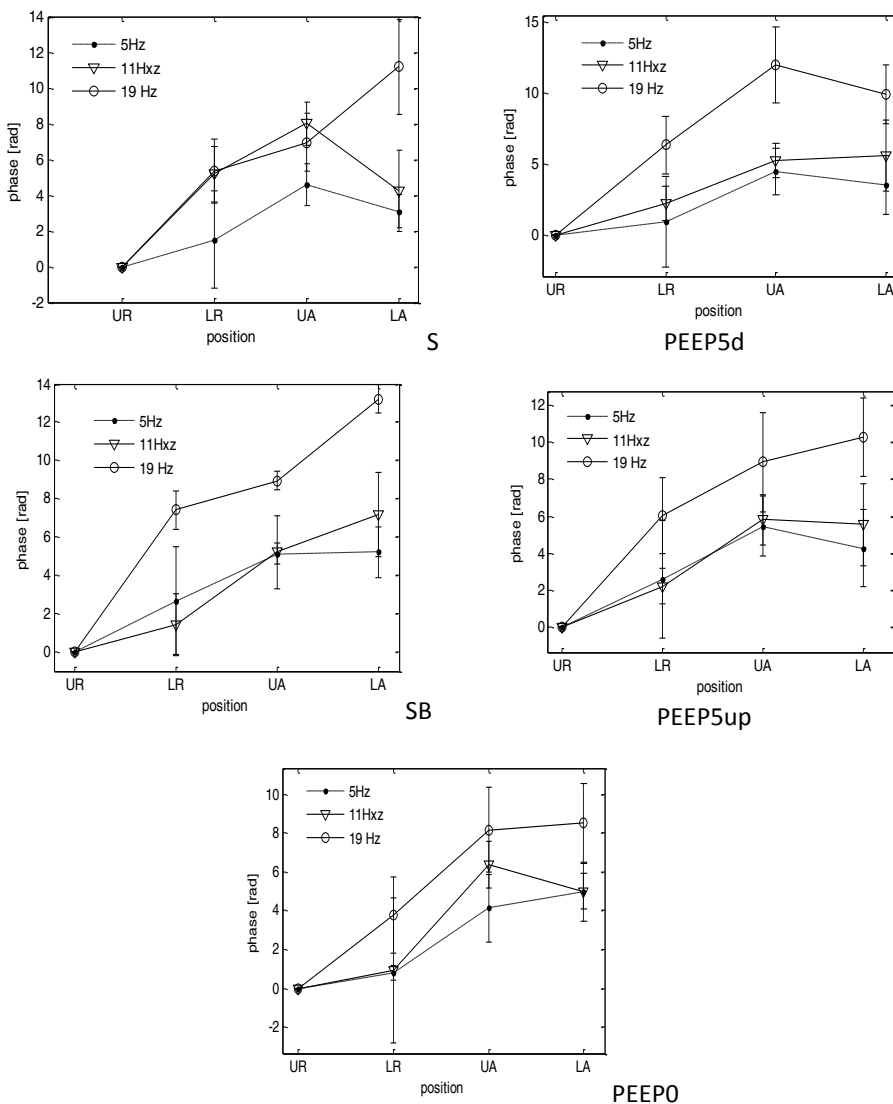 14
12
10
8
6
4
2
0
-2
phase [rad]
5Hz
11Hxz
19 Hz
UR LR UA LA
position
S
15
10
5
0
phase [rad]
5Hz
11Hxz
19 Hz
UR LR UA LA
position
PEEP5d
14
12
10
8
6
4
2
0
phase [rad]
5Hz
11Hxz
19 Hz
UR LR UA LA
position
SB
12
10
8
6
4
2
0
phase [rad]
5Hz
11Hxz
19 Hz
UR LR UA LA
position
PEEP5up
10
8
6
4
2
0
-2
phase [rad]
5Hz
11Hxz
19 Hz
UR LR UA LA
position
PEEP0